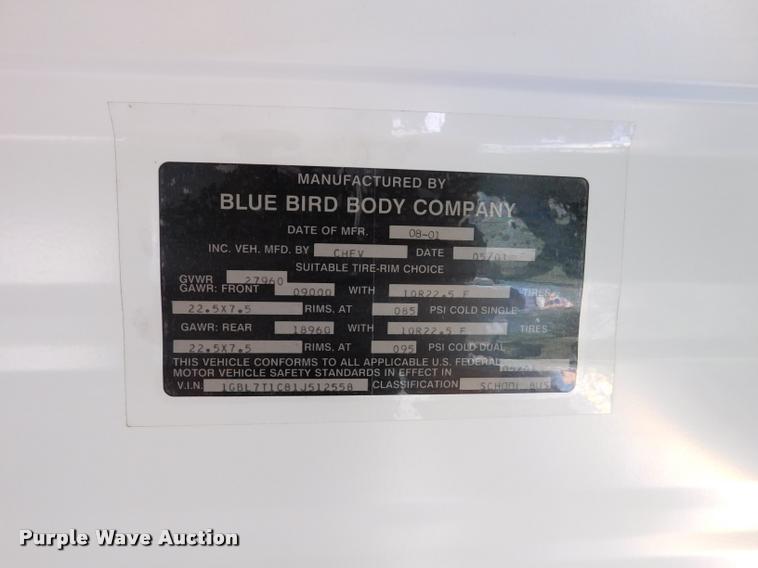 MANUFACTURED BY
BLUE BIRD BODY COMPANY
DATE OF MFR. 08-01
INC. VEH. MFD. BY CHEV DATE 05/01
SUITABLE TIRE-RIM CHOICE
GVWR 27960
GAWR: FRONT 09000 WITH 10R22.5 F TIRES
22.5X7.5 RIMS, AT 085 PSI COLD SINGLE
GAWR: REAR 18960 WITH 10R22.5 F TIRES
22.5X7.5 RIMS, AT 095 PSI COLD DUAL
THIS VEHICLE CONFORMS TO ALL APPLICABLE U.S. FEDERAL
MOTOR VEHICLE SAFETY STANDARDS IN EFFECT IN
V.I.N. 1GBL7T1C81J512558 CLASSIFICATION SCHOOL BUS
Purple Wave Auction